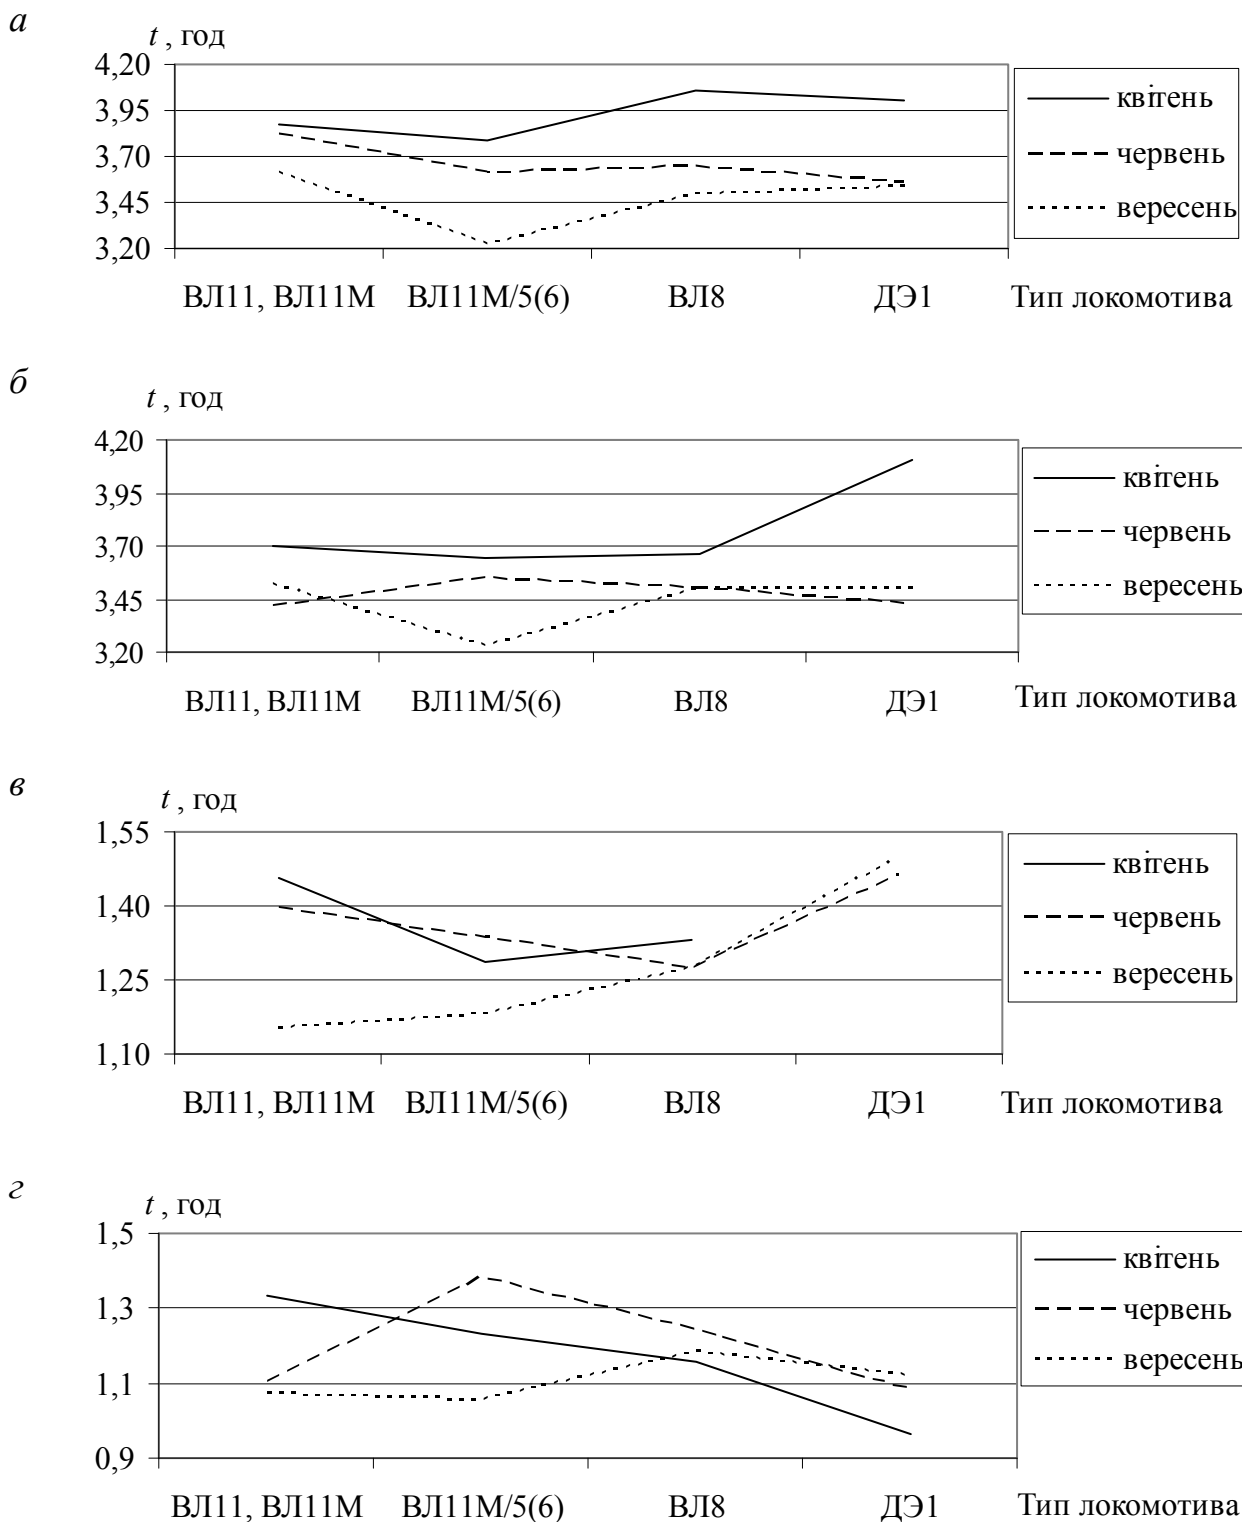 а
t , год
4,20
3,95
3,70
3,45
3,20
квітень
червень
вересень
ВЛ11, ВЛ11М ВЛ11М/5(6) ВЛ8 ДЭ1 Тип локомотива
б
t , год
4,20
3,95
3,70
3,45
3,20
квітень
червень
вересень
ВЛ11, ВЛ11М ВЛ11М/5(6) ВЛ8 ДЭ1 Тип локомотива
в
t , год
1,55
1,40
1,25
1,10
квітень
червень
вересень
ВЛ11, ВЛ11М ВЛ11М/5(6) ВЛ8 ДЭ1 Тип локомотива
г
t , год
1,5
1,3
1,1
0,9
квітень
червень
вересень
ВЛ11, ВЛ11М ВЛ11М/5(6) ВЛ8 ДЭ1 Тип локомотива